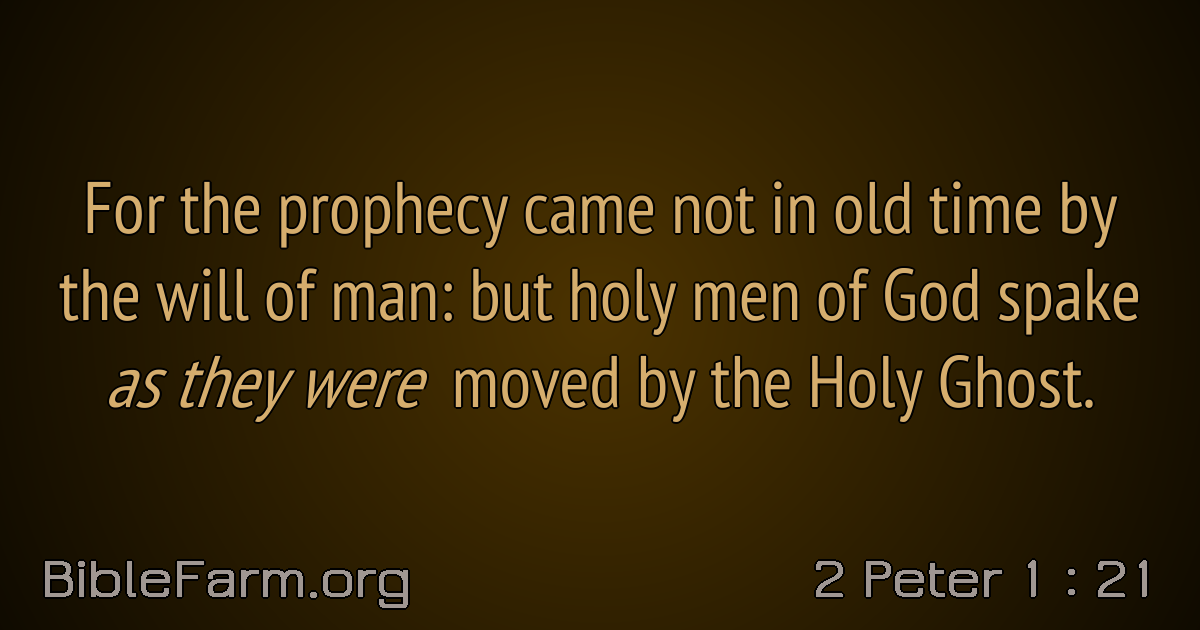 For the prophecy came not in old time by
the will of man: but holy men of God spake
as they were moved by the Holy Ghost.
BibleFarm.org
2 Peter 1 : 21